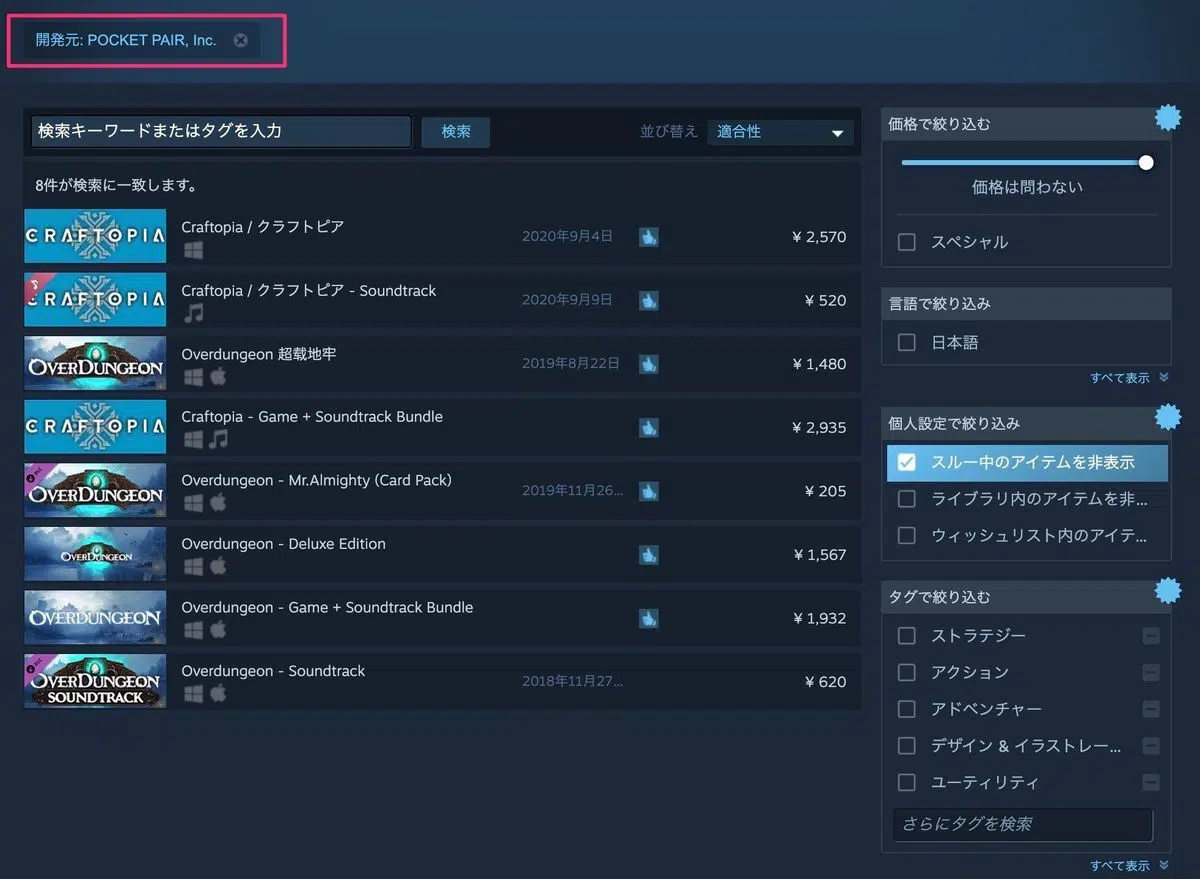 開発元: POCKET PAIR, Inc.
検索キーワードまたはタグを入力
検索
並び替え
適合性
8件が検索に一致します。
CRAFTOPIA
Craftopia / クラフトピア
2020年9月4日
¥ 2,570
CRAFTOPIA
Craftopia / クラフトピア - Soundtrack
2020年9月9日
¥ 520
OVERDUNGEON
Overdungeon 超载地牢
2019年8月22日
¥ 1,480
CRAFTOPIA
Craftopia - Game + Soundtrack Bundle
¥ 2,935
DLC
OVERDUNGEON
Overdungeon - Mr.Almighty (Card Pack)
2019年11月26...
¥ 205
OVERDUNGEON
Overdungeon - Deluxe Edition
¥ 1,567
OVERDUNGEON
Overdungeon - Game + Soundtrack Bundle
¥ 1,932
DLC
OVERDUNGEON
SOUNDTRACK
Overdungeon - Soundtrack
2018年11月27...
¥ 620
価格で絞り込む
価格は問わない
スペシャル
言語で絞り込み
日本語
すべて表示
個人設定で絞り込み
スルー中のアイテムを非表示
ライブラリ内のアイテムを非...
ウィッシュリスト内のアイテ...
タグで絞り込む
ストラテジー
アクション
アドベンチャー
デザイン & イラストレー...
ユーティリティ
さらにタグを検索
すべて表示